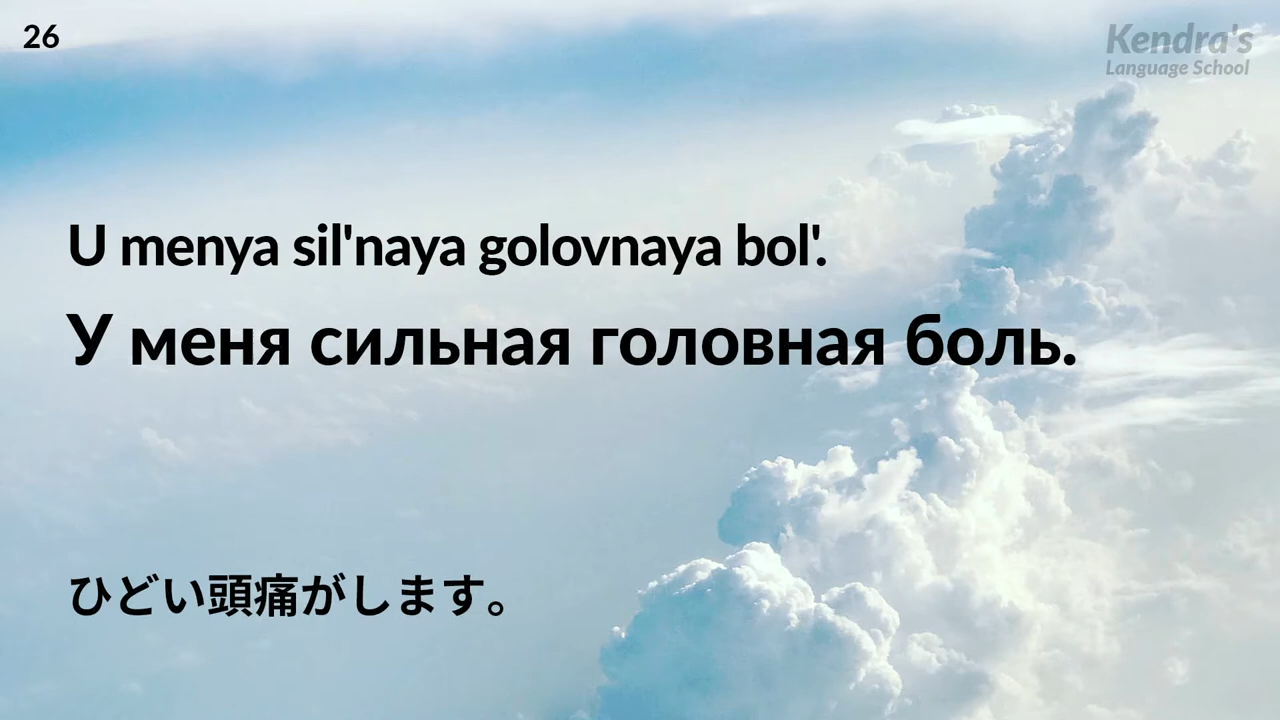 26
Kendra's
Language School
U menya sil'naya golovnaya bol'.
У меня сильная головная боль.
ひどい頭痛がします。